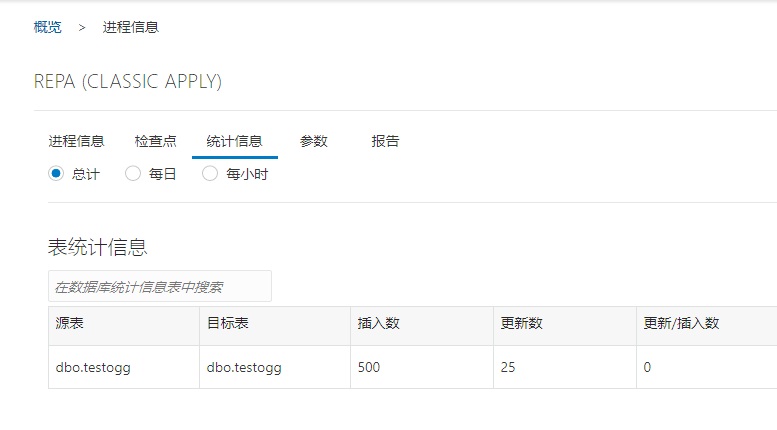 概览 > 进程信息
REPA (CLASSIC APPLY)
进程信息 检查点 统计信息 参数 报告
总计 每日 每小时
表统计信息
在数据库统计信息表中搜索
源表 目标表 插入数 更新数 更新/插入数
dbo.testogg dbo.testogg 500 25 0